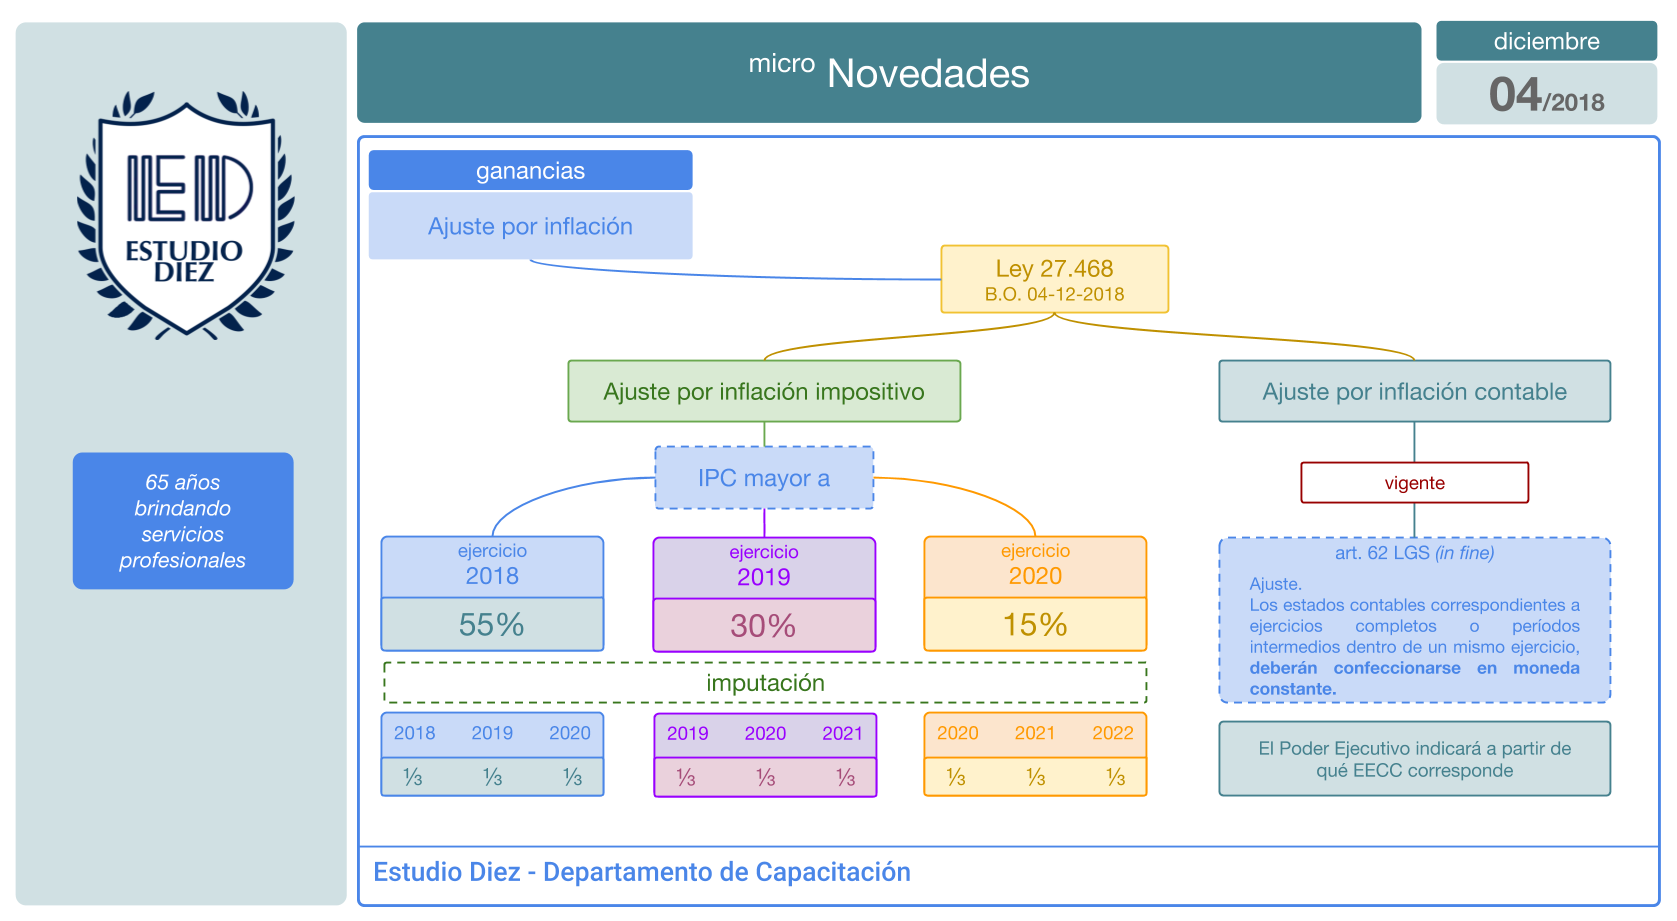 ED
ESTUDIO
DIEZ
65 años
brindando
servicios
profesionales
micro Novedades
diciembre
04/2018
ganancias
Ajuste por inflación
Ley 27.468
B.O. 04-12-2018
Ajuste por inflación impositivo
Ajuste por inflación contable
IPC mayor a
vigente
ejercicio
2018
55%
ejercicio
2019
30%
ejercicio
2020
15%
imputación
2018 2019 2020
⅓ ⅓ ⅓
2019 2020 2021
⅓ ⅓ ⅓
2020 2021 2022
⅓ ⅓ ⅓
art. 62 LGS (in fine)
Ajuste.
Los estados contables correspondientes a
ejercicios completos o períodos
intermedios dentro de un mismo ejercicio,
deberán confeccionarse en moneda
constante.
El Poder Ejecutivo indicará a partir de
qué EECC corresponde
Estudio Diez - Departamento de Capacitación